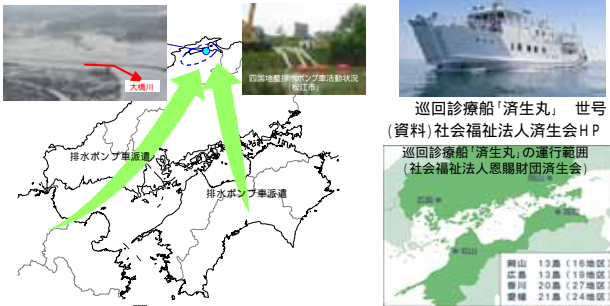 大橋川
四国地整排水ポンプ車活動状況
(松江市)
排水ポンプ車派遣
排水ポンプ車派遣
巡回診療船「済生丸」 世号
(資料)社会福祉法人済生会HP
巡回診療船「済生丸」の運行範囲
(社会福祉法人恩賜財団済生会)
岡山
広島
松山
岡山 13島(16地区)
広島 13島(19地区)
香川 20島(27地区)
愛媛 21島(24地区)